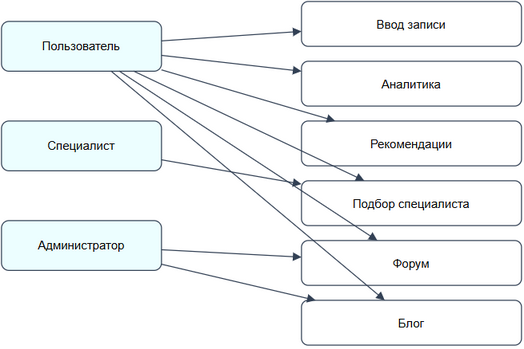 Пользователь
Специалист
Администратор
Ввод записи
Аналитика
Рекомендации
Подбор специалиста
Форум
Блог